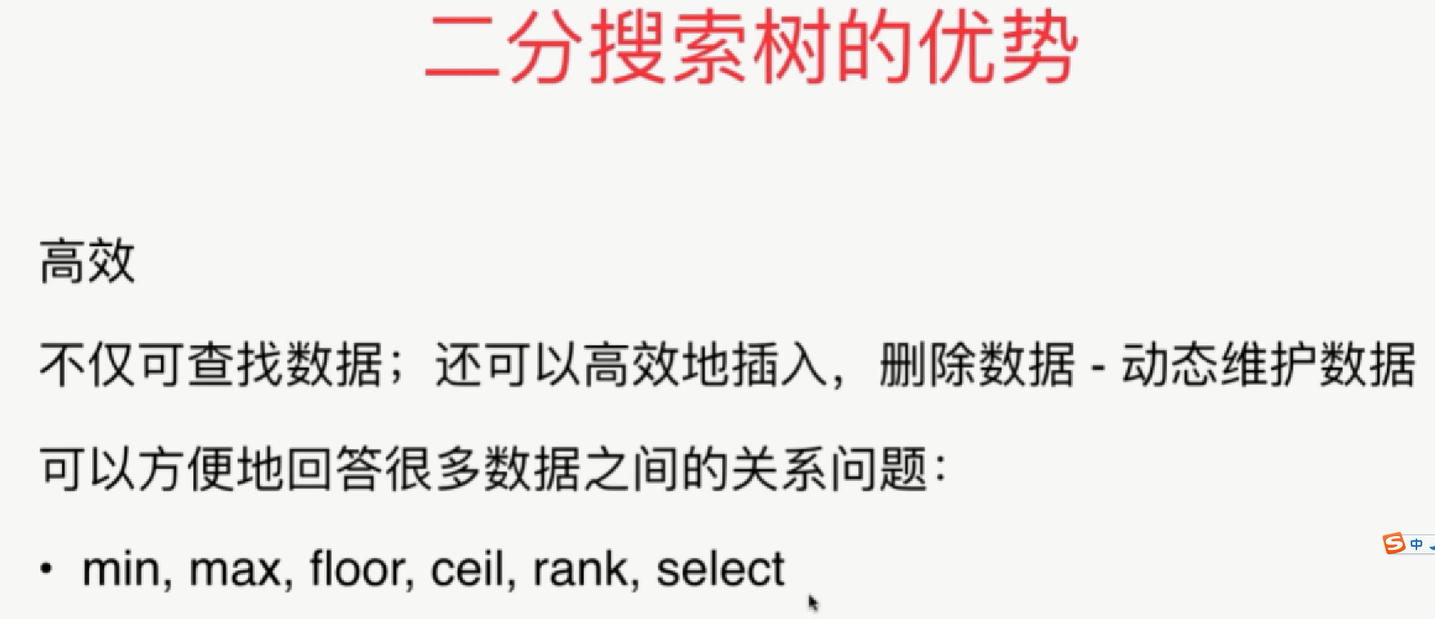 二分搜索树的优势
高效
不仅可查找数据；还可以高效地插入，删除数据 - 动态维护数据
可以方便地回答很多数据之间的关系问题：
• min, max, floor, ceil, rank, select
S中